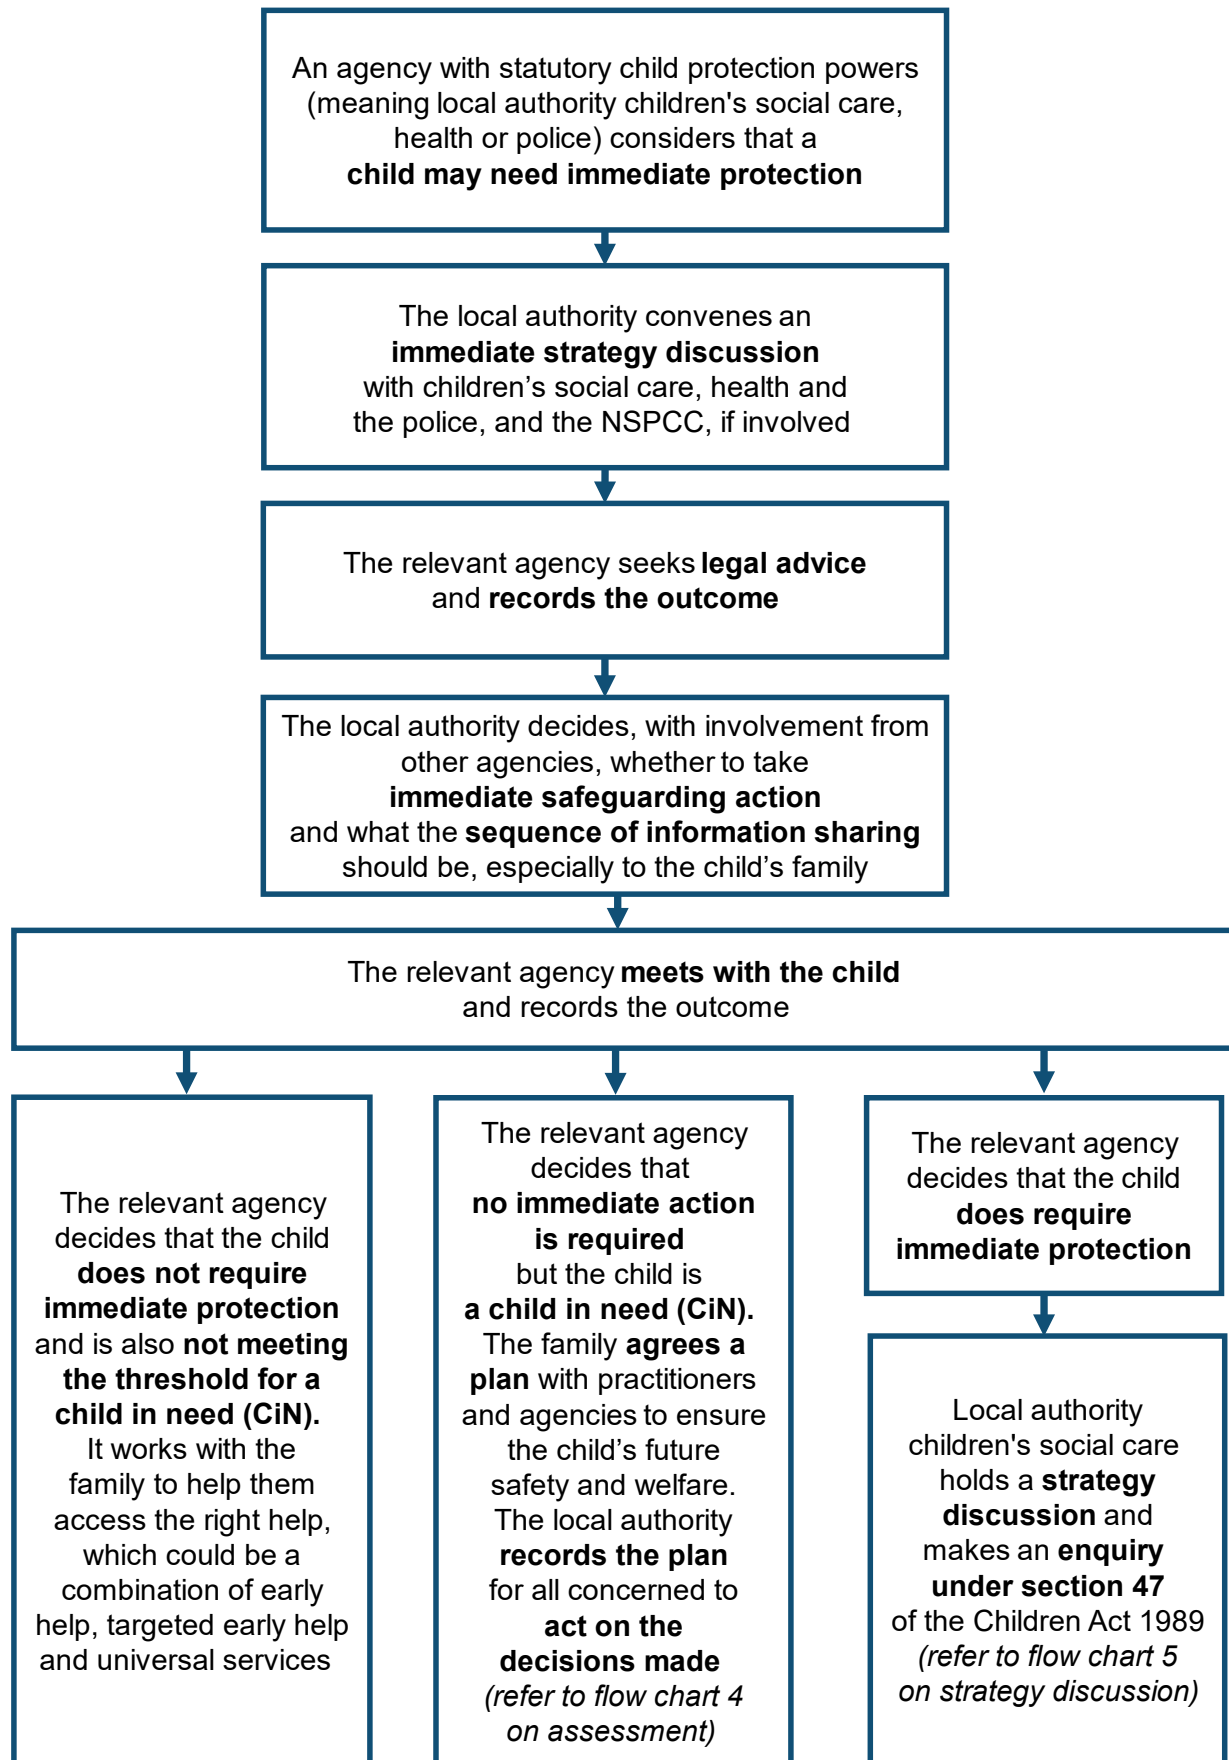 An agency with statutory child protection powers
(meaning local authority children's social care,
health or police) considers that a
child may need immediate protection
The local authority convenes an
immediate strategy discussion
with children’s social care, health and
the police, and the NSPCC, if involved
The relevant agency seeks legal advice
and records the outcome
The local authority decides, with involvement from
other agencies, whether to take
immediate safeguarding action
and what the sequence of information sharing
should be, especially to the child’s family
The relevant agency meets with the child
and records the outcome
The relevant agency
decides that the child
does not require
immediate protection
and is also not meeting
the threshold for a
child in need (CiN).
It works with the
family to help them
access the right help,
which could be a
combination of early
help, targeted early help
and universal services
The relevant agency
decides that
no immediate action
is required
but the child is
a child in need (CiN).
The family agrees a
plan with practitioners
and agencies to ensure
the child’s future
safety and welfare.
The local authority
records the plan
for all concerned to
act on the
decisions made
(refer to flow chart 4
on assessment)
The relevant agency
decides that the child
does require
immediate protection
Local authority
children's social care
holds a strategy
discussion and
makes an enquiry
under section 47
of the Children Act 1989
(refer to flow chart 5
on strategy discussion)